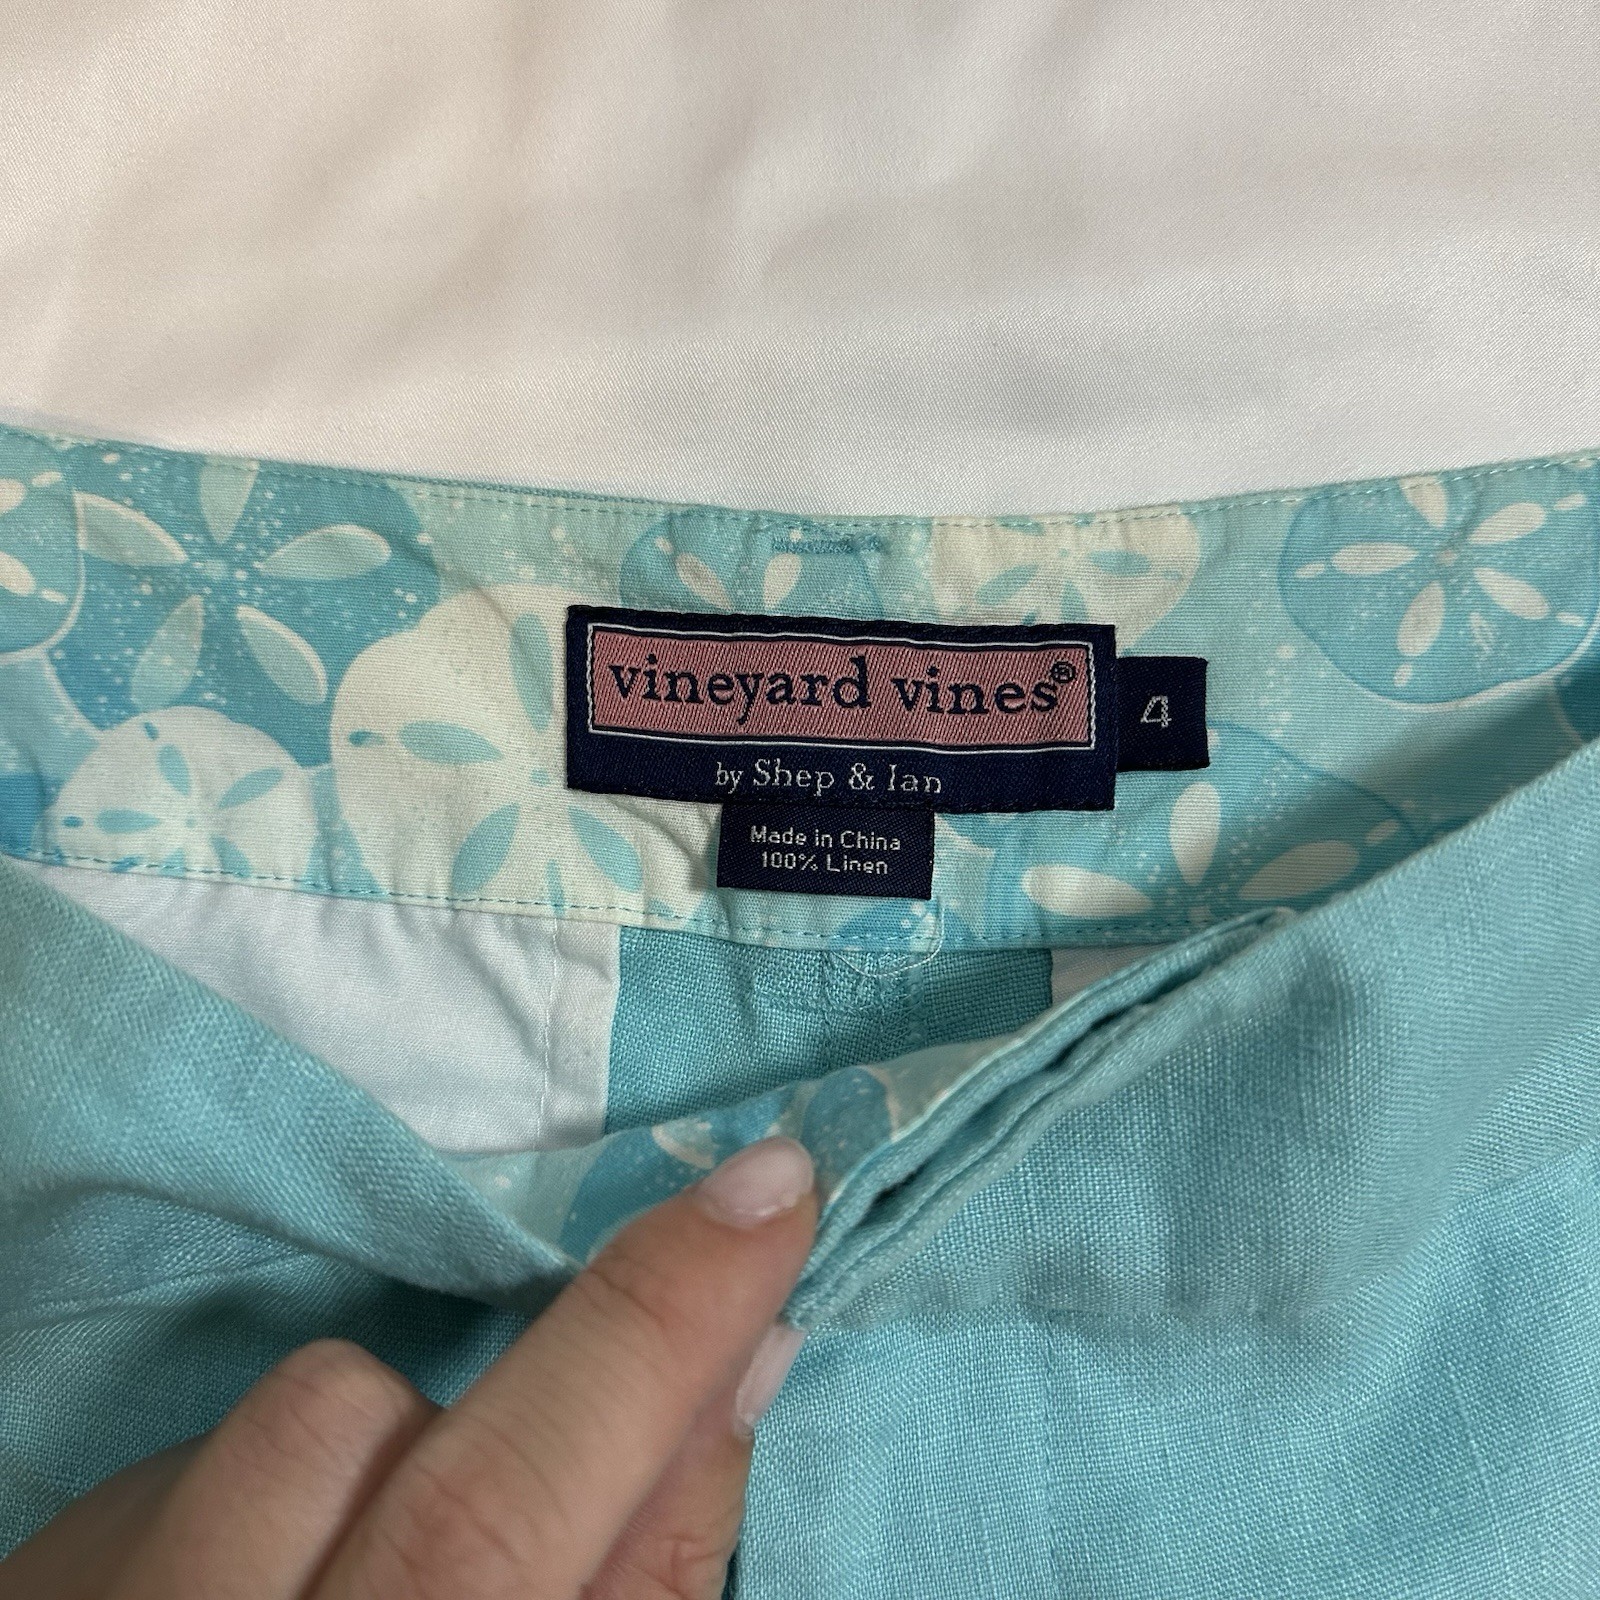 vineyard vines®
4
by Shep & Ian
Made in China
100% Linen